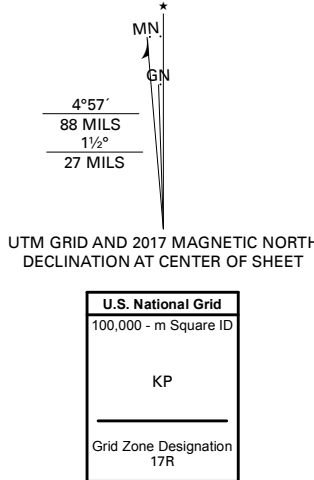 ★
MN
GN
4°57´
88 MILS
1½°
27 MILS
UTM GRID AND 2017 MAGNETIC NORTH
DECLINATION AT CENTER OF SHEET
U.S. National Grid
100,000 - m Square ID
KP
Grid Zone Designation
17R